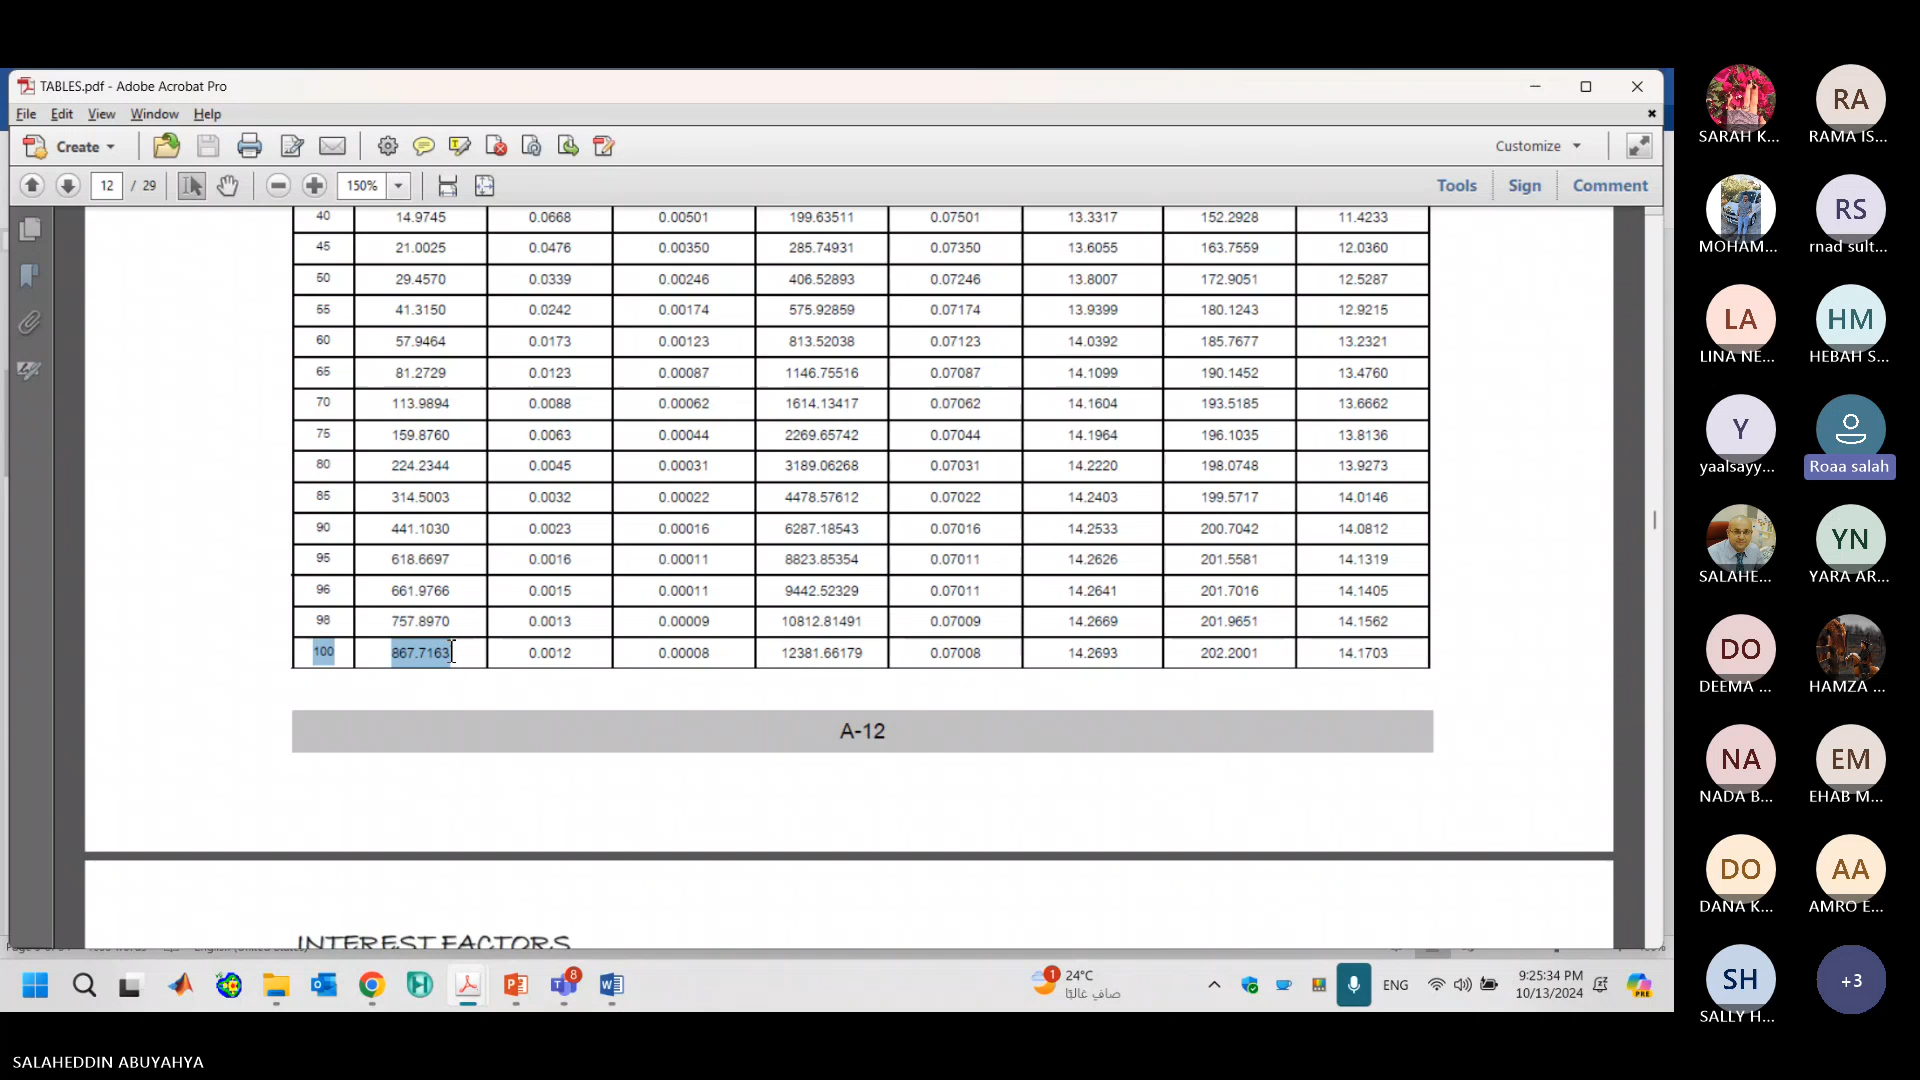 TABLES.pdf - Adobe Acrobat Pro
File Edit View Window Help
Create Customize
12 / 29 150% Tools Sign Comment
40 14.9745 0.0668 0.00501 199.63511 0.07501 13.3317 152.2928 11.4233
45 21.0025 0.0476 0.00350 285.74931 0.07350 13.6055 163.7559 12.0360
50 29.4570 0.0339 0.00246 406.52893 0.07246 13.8007 172.9051 12.5287
55 41.3150 0.0242 0.00174 575.92859 0.07174 13.9399 180.1243 12.9215
60 57.9464 0.0173 0.00123 813.52038 0.07123 14.0392 185.7677 13.2321
65 81.2729 0.0123 0.00087 1146.75516 0.07087 14.1099 190.1452 13.4760
70 113.9894 0.0088 0.00062 1614.13417 0.07062 14.1604 193.5185 13.6662
75 159.8760 0.0063 0.00044 2269.65742 0.07044 14.1964 196.1035 13.8136
80 224.2344 0.0045 0.00031 3189.06268 0.07031 14.2220 198.0748 13.9273
85 314.5003 0.0032 0.00022 4478.57612 0.07022 14.2403 199.5717 14.0146
90 441.1030 0.0023 0.00016 6287.18543 0.07016 14.2533 200.7042 14.0812
95 618.6697 0.0016 0.00011 8823.85354 0.07011 14.2626 201.5581 14.1319
96 661.9766 0.0015 0.00011 9442.52329 0.07011 14.2641 201.7016 14.1405
98 757.8970 0.0013 0.00009 10812.81491 0.07009 14.2669 201.9651 14.1562
100 867.7163 0.0012 0.00008 12381.66179 0.07008 14.2693 202.2001 14.1703
A-12
INTEREST FACTORS
8
1 24°C
صافٍ غالبًا
ENG
9:25:34 PM
10/13/2024
PRE
SALAHEDDIN ABUYAHYA
SARAH K...
RA
RAMA IS...
MOHAM...
RS
rnad sult...
LA
LINA NE...
HM
HEBAH S...
Y
yaalsayy...
Roaa salah
SALAHE...
YN
YARA AR...
DO
DEEMA ...
HAMZA ...
NA
NADA B...
EM
EHAB M...
DO
DANA K...
AA
AMRO E...
SH
SALLY H...
+3